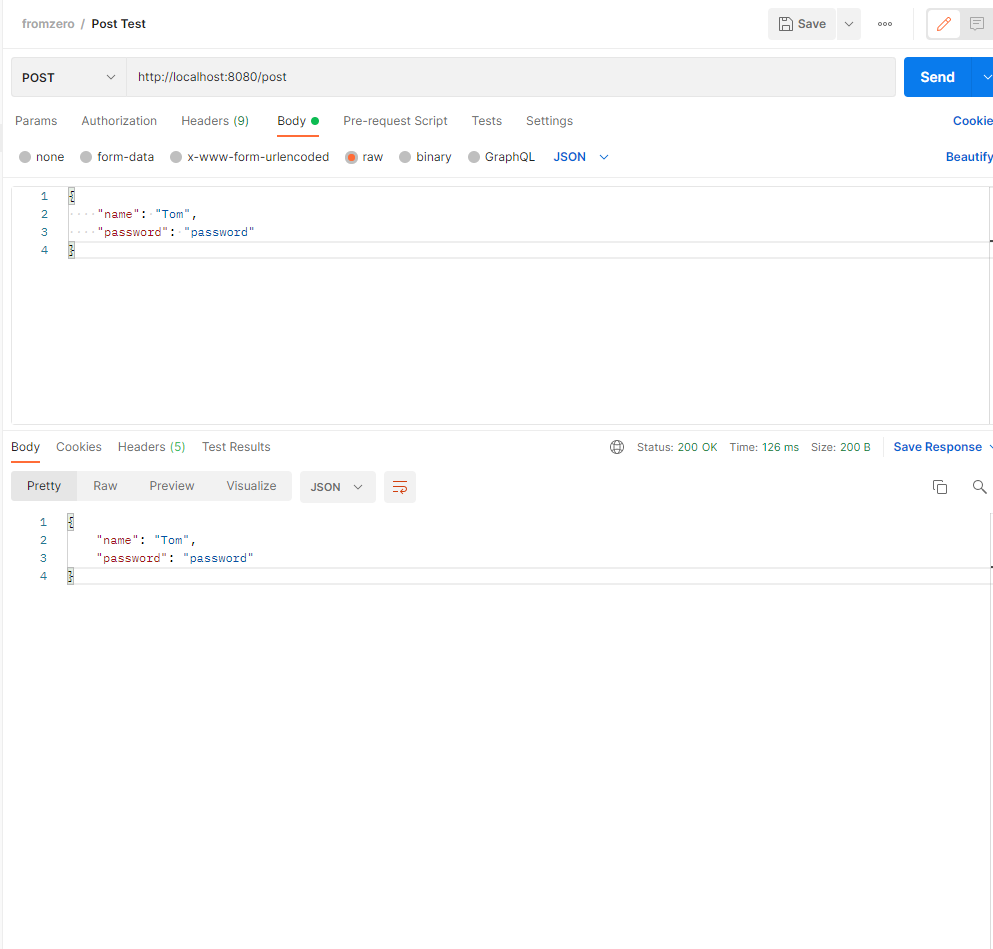 fromzero / Post Test
Save
POST http://localhost:8080/post Send
Params Authorization Headers (9) Body Pre-request Script Tests Settings Cookie
none form-data x-www-form-urlencoded raw binary GraphQL JSON Beautify
1 {
2 "name": "Tom",
3 "password": "password"
4 }
Body Cookies Headers (5) Test Results Status: 200 OK Time: 126 ms Size: 200 B Save Response
Pretty Raw Preview Visualize JSON
1 {
2 "name": "Tom",
3 "password": "password"
4 }